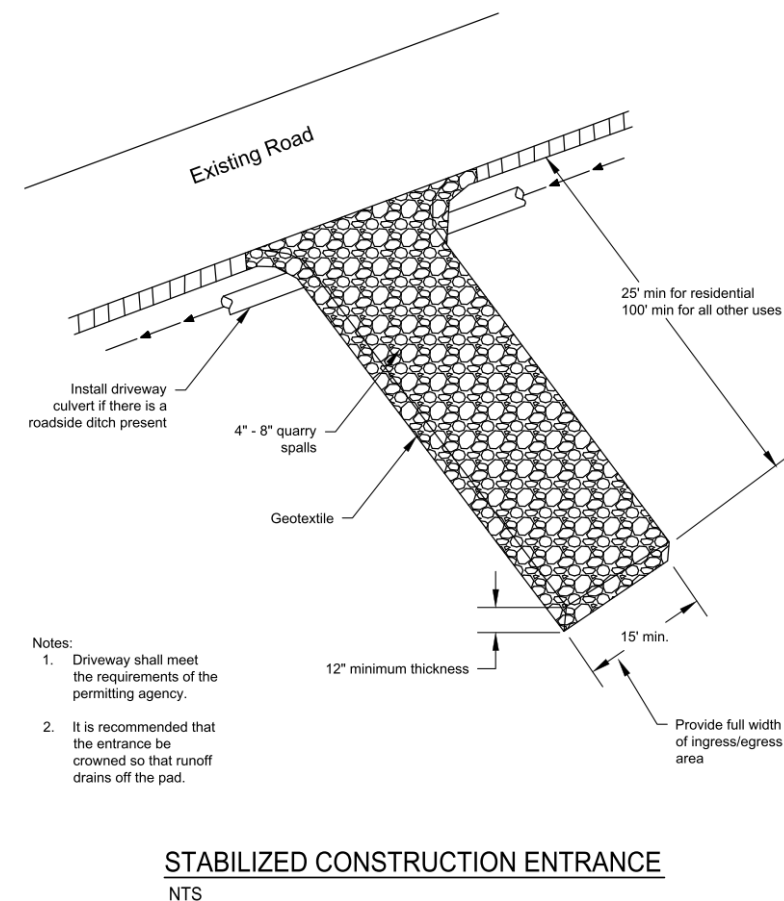 Existing Road
25' min for residential
100' min for all other uses
Install driveway
culvert if there is a
roadside ditch present
4" - 8" quarry
spalls
Geotextile
15' min.
12" minimum thickness
Notes:
1. Driveway shall meet
the requirements of the
permitting agency.
2. It is recommended that
the entrance be
crowned so that runoff
drains off the pad.
Provide full width
of ingress/egress
area
STABILIZED CONSTRUCTION ENTRANCE
NTS